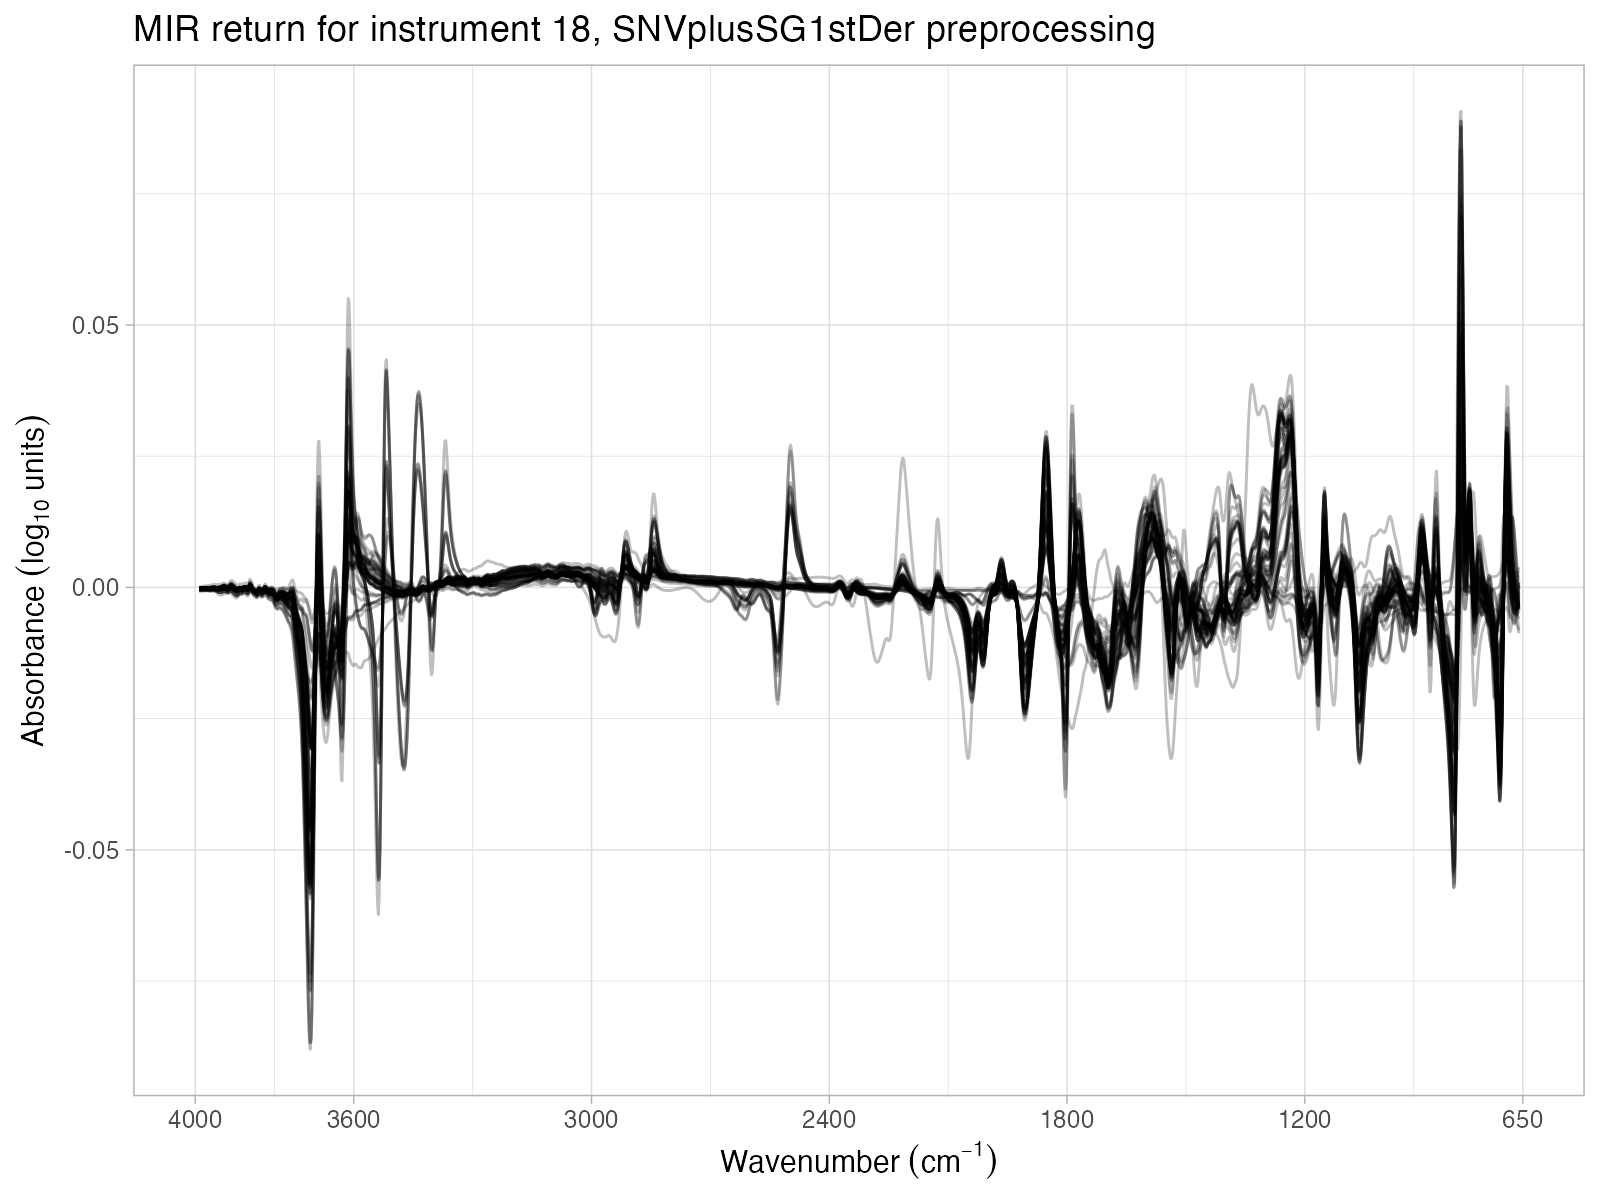 MIR return for instrument 18, SNVplusSG1stDer preprocessing
Absorbance (log₁₀ units)
0.05
0.00
-0.05
4000 3600 3000 2400 1800 1200 650
Wavenumber (cm⁻¹)